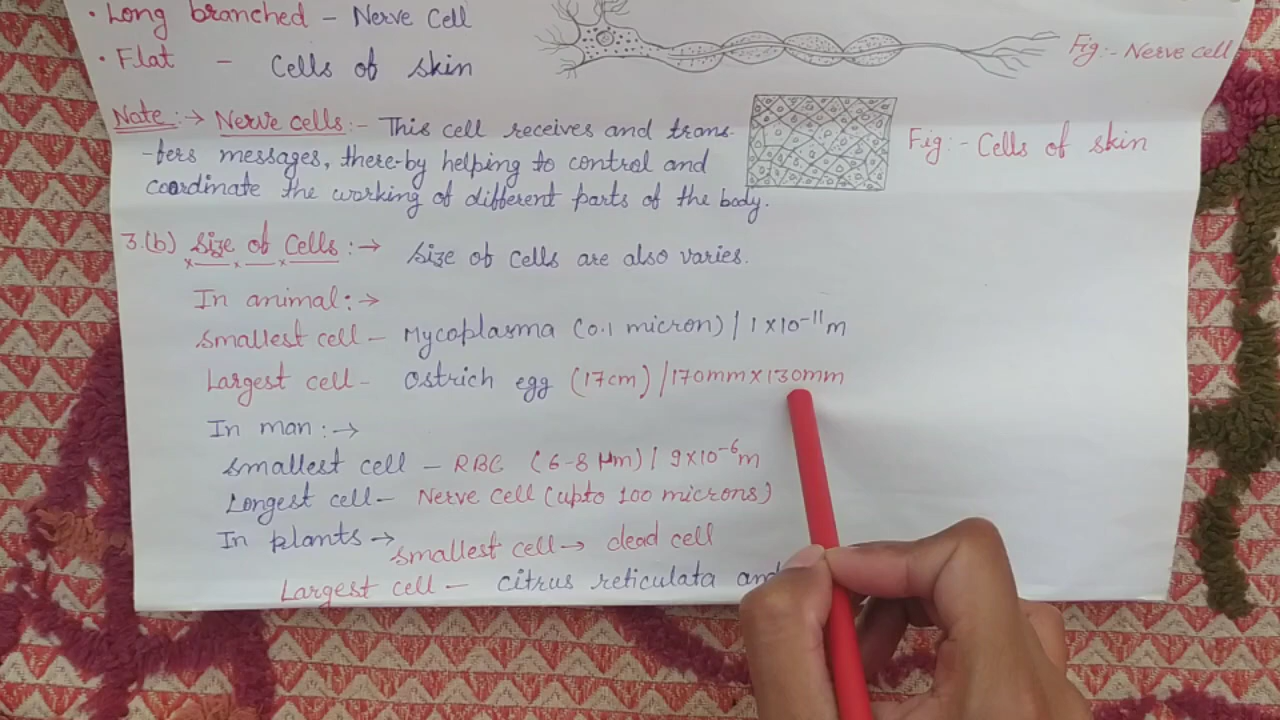 • Long branched – Nerve Cell
• Flat – Cells of skin
Fig:- Nerve cell
Note:→ Nerve cells:- This cell receives and trans-
-fers messages, there-by helping to control and
coordinate the working of different parts of the body.
Fig:- Cells of skin
3.(b) Size of Cells:→ Size of cells are also varies.
In animal:→
Smallest cell – Mycoplasma (0.1 micron) / 1×10⁻¹¹m
Largest cell – Ostrich egg (17cm) / 170mm×130mm
In man:→
Smallest cell – RBC (6-8 μm) / 9×10⁻⁶m
Longest cell – Nerve cell (upto 100 microns)
In plants → Smallest cell → dead cell
Largest cell – citrus reticulata and